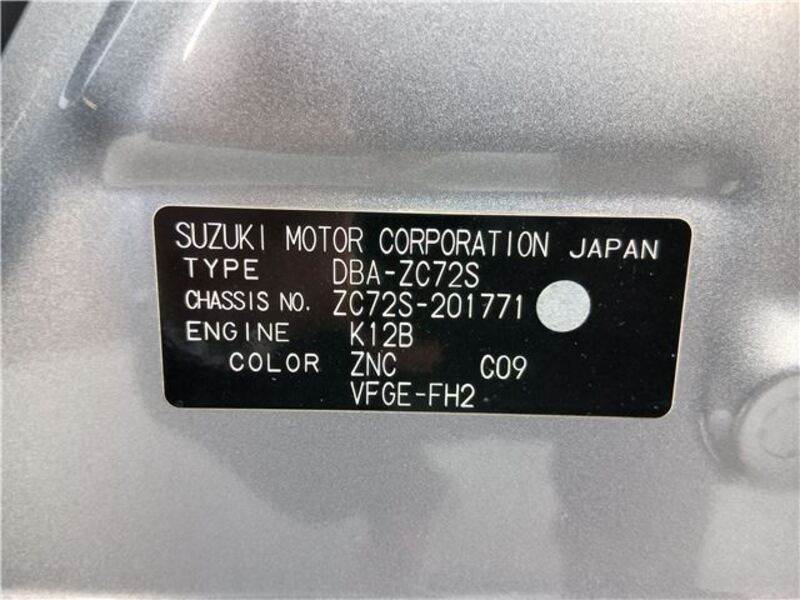 SUZUKI MOTOR CORPORATION JAPAN
TYPE DBA-ZC72S
CHASSIS NO. ZC72S-201771
ENGINE K12B
COLOR ZNC C09
VFGE-FH2